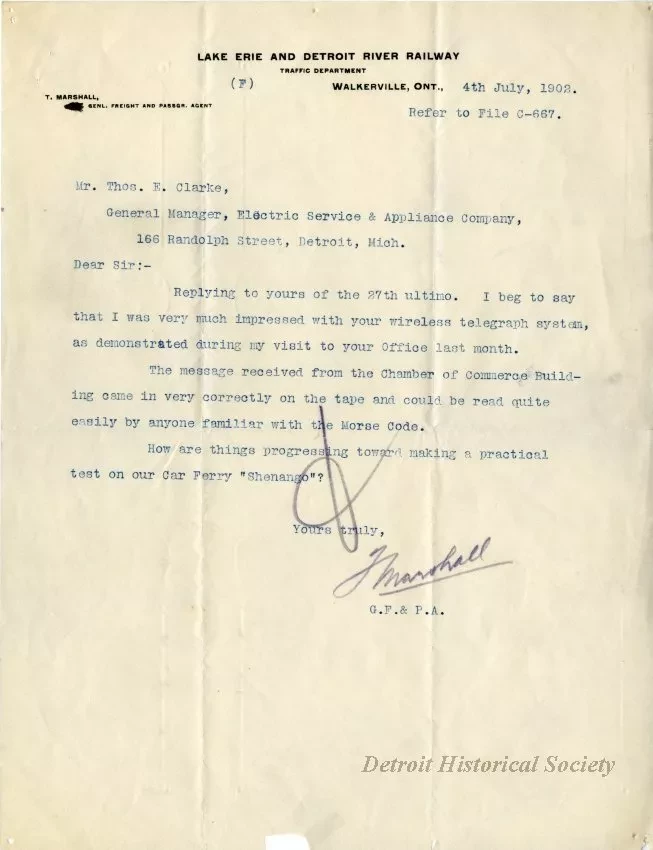 LAKE ERIE AND DETROIT RIVER RAILWAY
TRAFFIC DEPARTMENT
(F)
WALKERVILLE, ONT., 4th July, 1902.
T. MARSHALL,
GENL. FREIGHT AND PASSGR. AGENT
Refer to File C-667.
Mr. Thos. E. Clarke,
General Manager, Electric Service & Appliance Company,
166 Randolph Street, Detroit, Mich.
Dear Sir:-
Replying to yours of the 27th ultimo. I beg to say
that I was very much impressed with your wireless telegraph system,
as demonstrated during my visit to your Office last month.
The message received from the Chamber of Commerce Build-
ing came in very correctly on the tape and could be read quite
easily by anyone familiar with the Morse Code.
How are things progressing toward making a practical
test on our Car Ferry "Shenango"?
Yours truly,
T Marshall
G.F.& P.A.
Detroit Historical Society